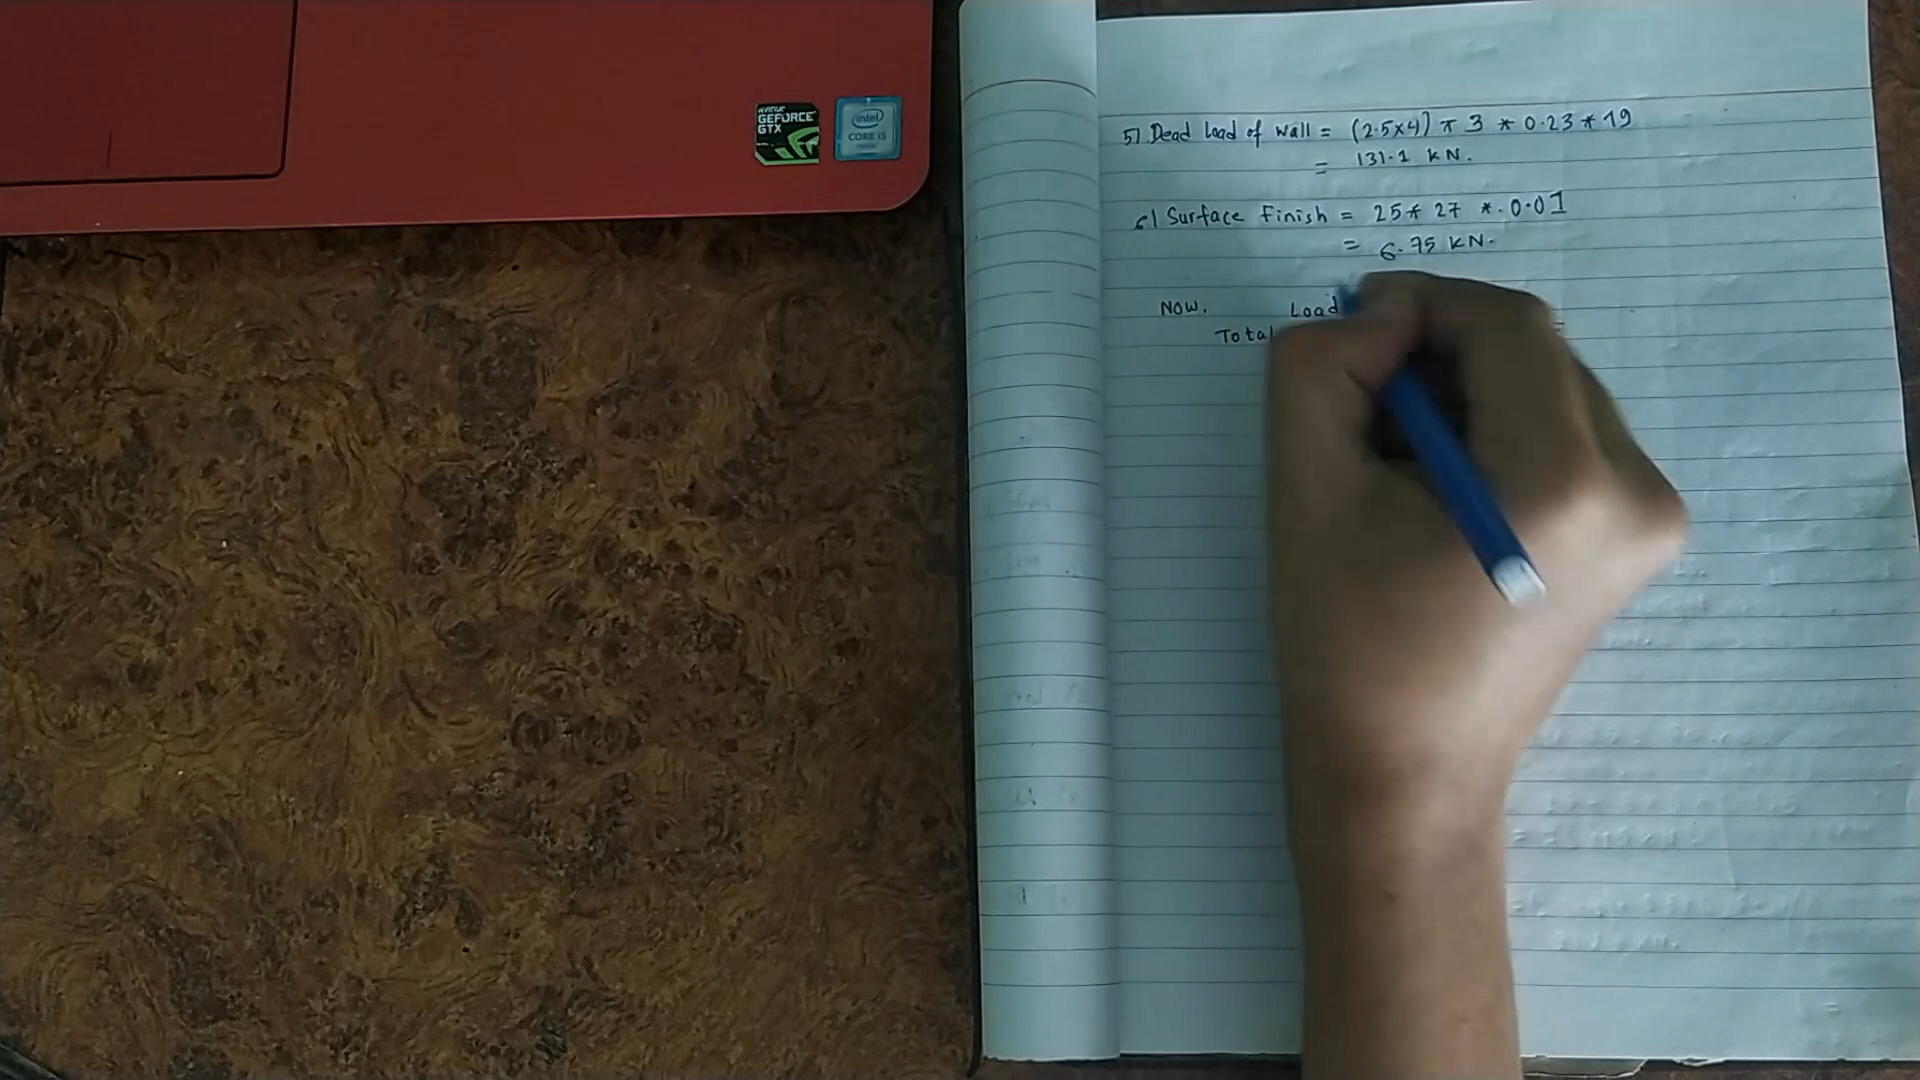 NVIDIA
GEFORCE
GTX
intel
CORE i5
5) Dead load of wall = (2.5x4) * 3 * 0.23 * 19
= 131.1 KN.
6) Surface Finish = 25 * 27 * 0.01
= 6.75 KN.
Now, Load
Total =